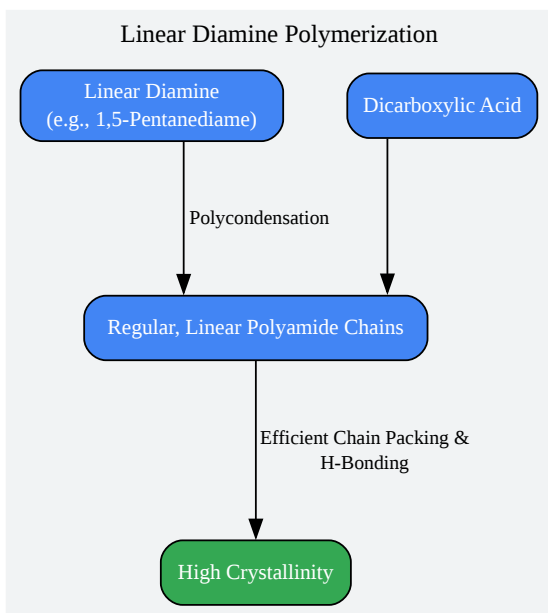 Linear Diamine Polymerization
Linear Diamine
(e.g., 1,5-Pentanediame)
Dicarboxylic Acid
Polycondensation
Regular, Linear Polyamide Chains
Efficient Chain Packing &
H-Bonding
High Crystallinity